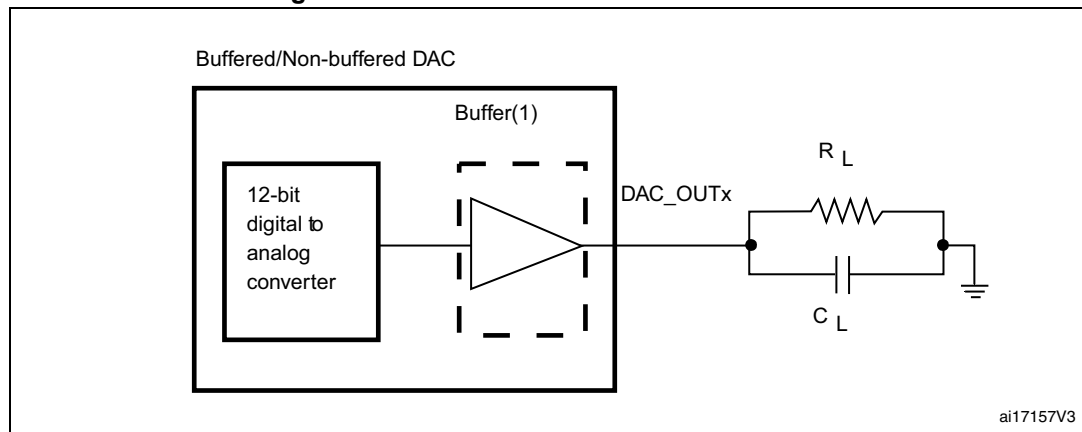 Buffered/Non-buffered DAC
Buffer(1)
12-bit
digital to
analog
converter
DAC_OUTx
R L
C L
ai17157V3